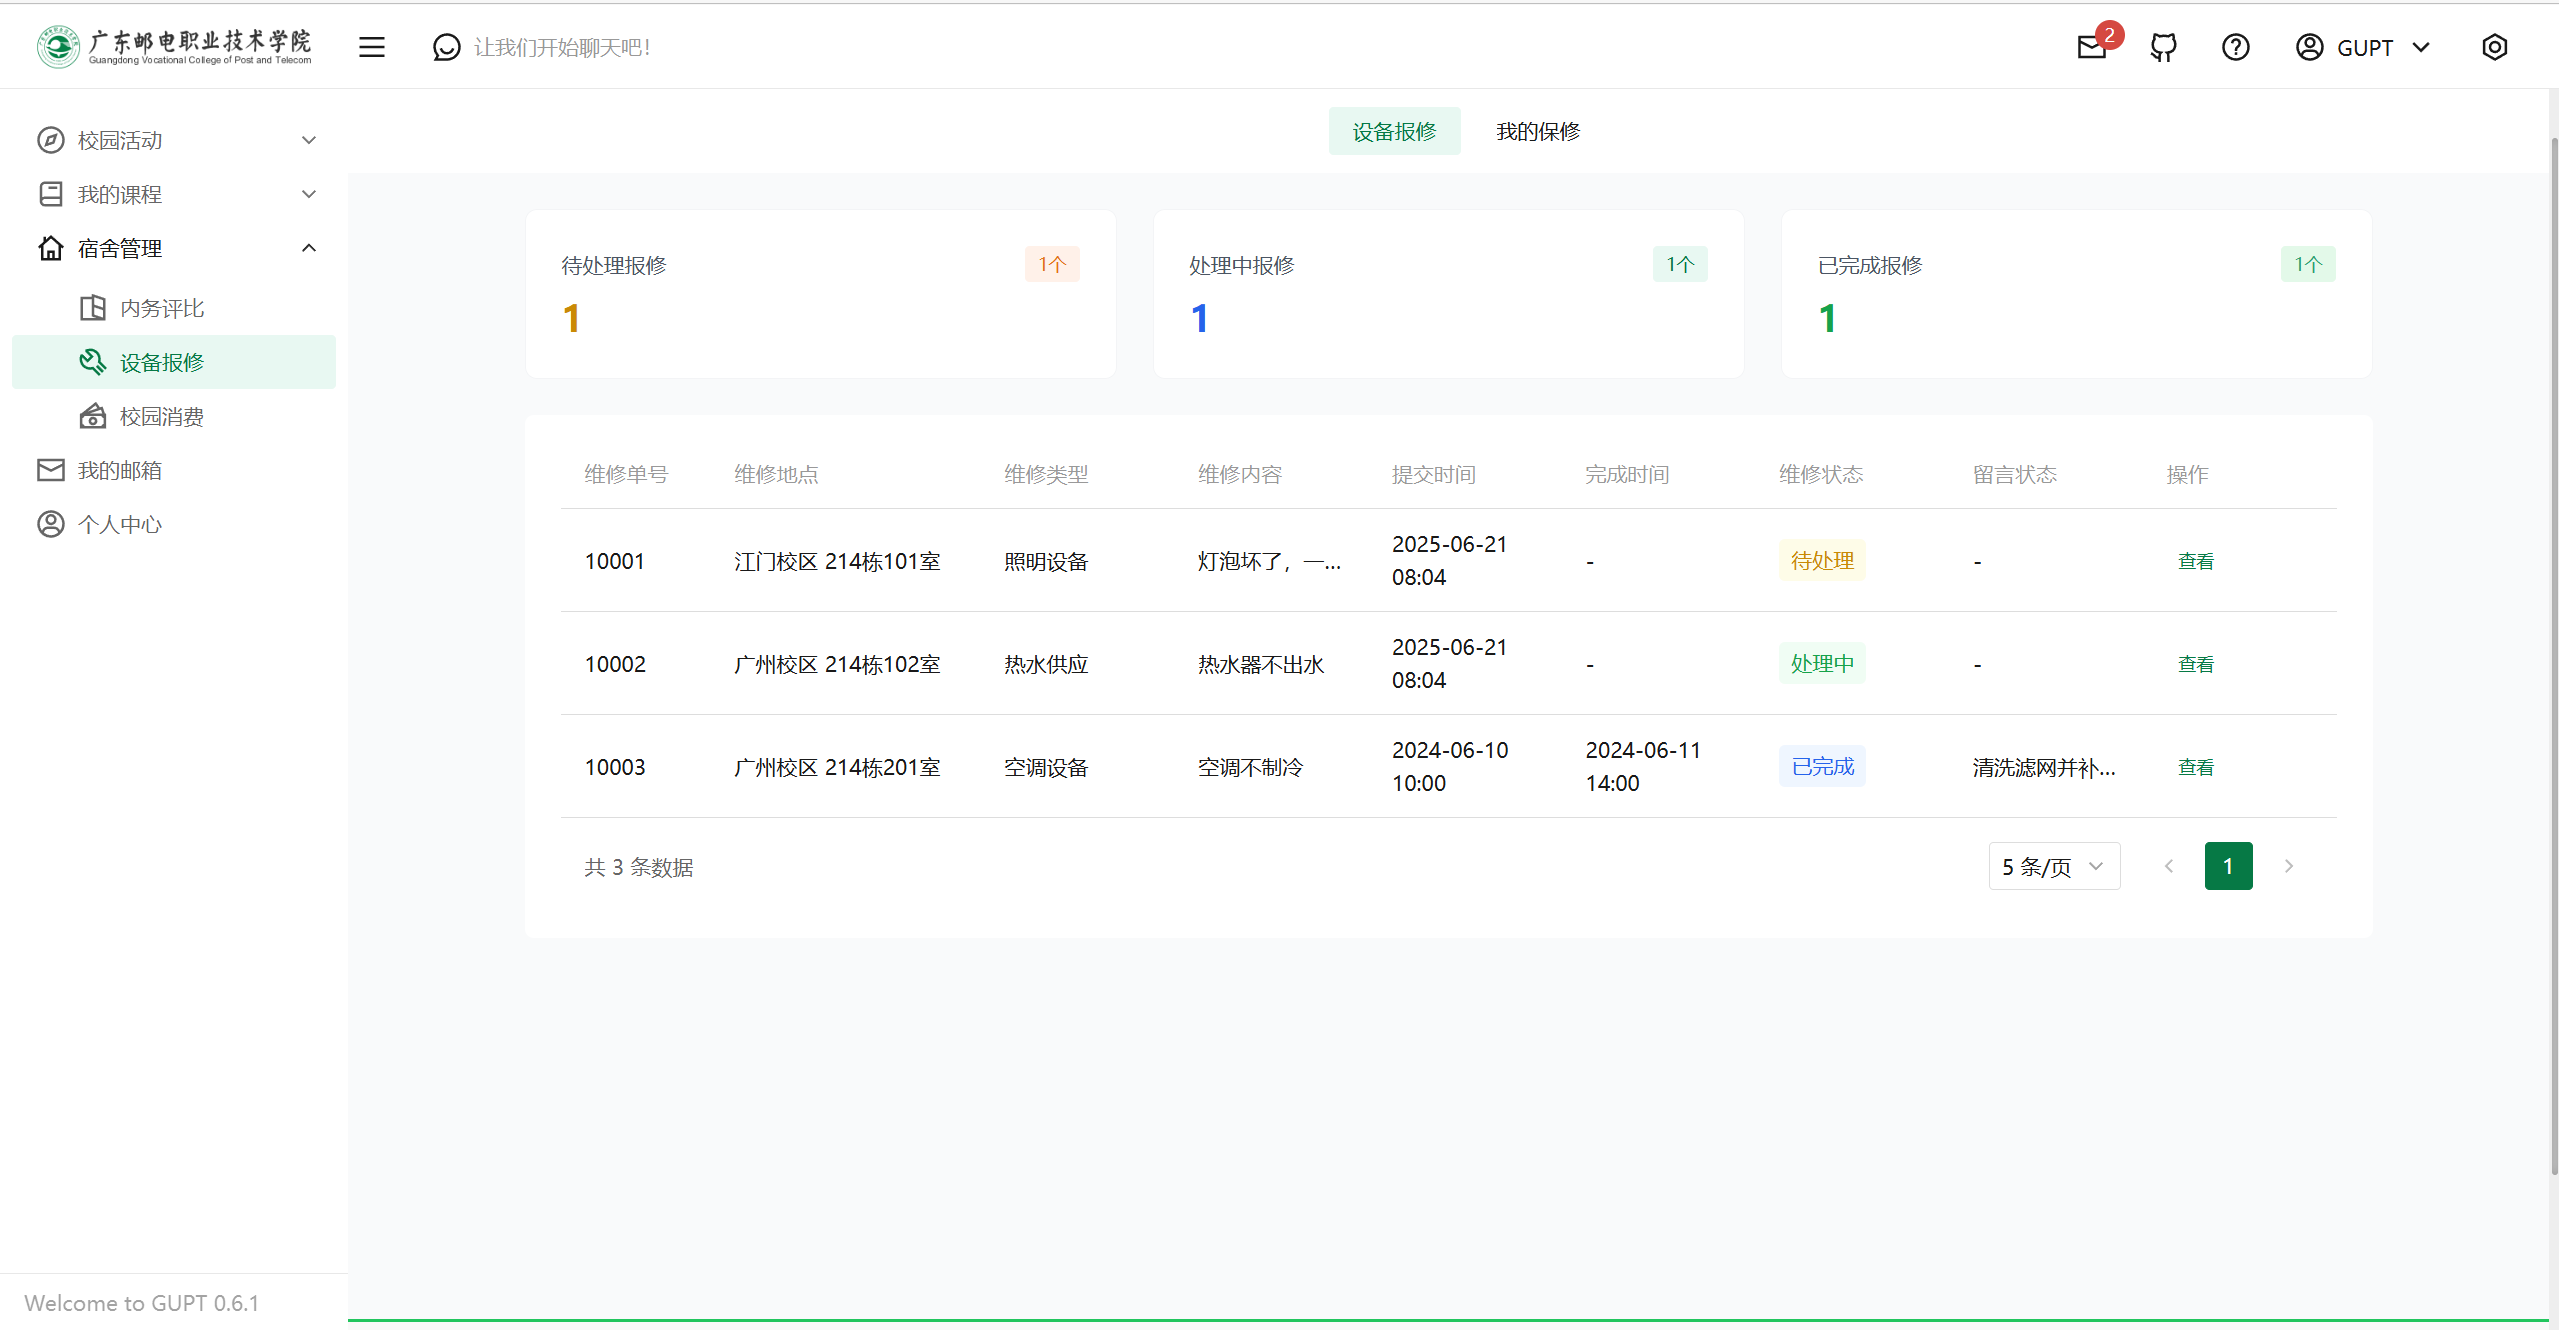 广东邮电职业技术学院
Guangdong Vocational College of Post and Telecom
让我们开始聊天吧!
2
GUPT
校园活动
我的课程
宿舍管理
内务评比
设备报修
校园消费
我的邮箱
个人中心
设备报修 我的保修
待处理报修 1个
1
处理中报修 1个
1
已完成报修 1个
1
维修单号 维修地点 维修类型 维修内容 提交时间 完成时间 维修状态 留言状态 操作
10001 江门校区 214栋101室 照明设备 灯泡坏了，一... 2025-06-21 08:04 - 待处理 - 查看
10002 广州校区 214栋102室 热水供应 热水器不出水 2025-06-21 08:04 - 处理中 - 查看
10003 广州校区 214栋201室 空调设备 空调不制冷 2024-06-10 10:00 2024-06-11 14:00 已完成 清洗滤网并补... 查看
共 3 条数据 5 条/页 1
Welcome to GUPT 0.6.1